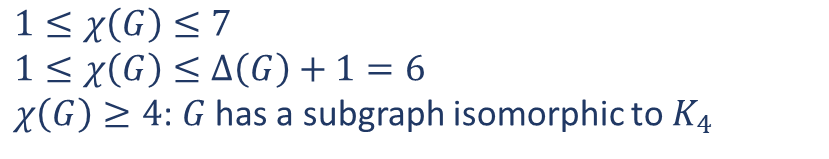 1 ≤ χ(G) ≤ 7
1 ≤ χ(G) ≤ Δ(G) + 1 = 6
χ(G) ≥ 4: G has a subgraph isomorphic to K₄